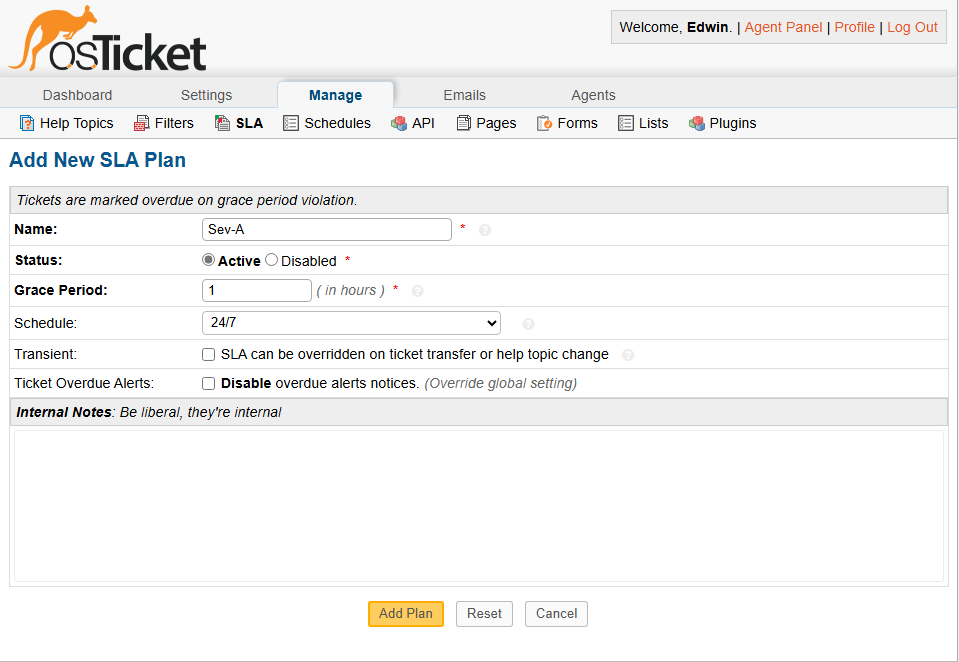 osTicket
Welcome, Edwin. | Agent Panel | Profile | Log Out
Dashboard Settings Manage Emails Agents
Help Topics Filters SLA Schedules API Pages Forms Lists Plugins
Add New SLA Plan
Tickets are marked overdue on grace period violation.
Name: Sev-A * ?
Status: Active Disabled *
Grace Period: 1 ( in hours ) * ?
Schedule: 24/7 ?
Transient: SLA can be overridden on ticket transfer or help topic change ?
Ticket Overdue Alerts: Disable overdue alerts notices. (Override global setting)
Internal Notes: Be liberal, they're internal
Add Plan Reset Cancel